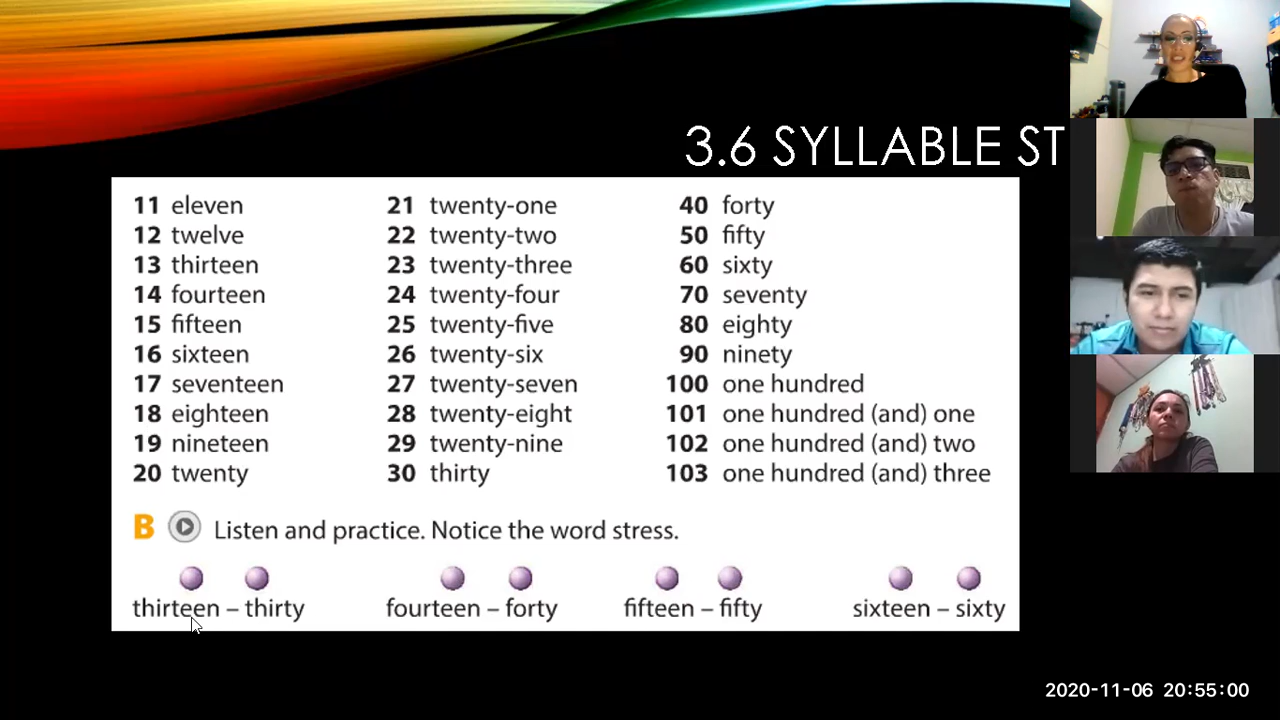 3.6 SYLLABLE ST
11 eleven 21 twenty-one 40 forty
12 twelve 22 twenty-two 50 fifty
13 thirteen 23 twenty-three 60 sixty
14 fourteen 24 twenty-four 70 seventy
15 fifteen 25 twenty-five 80 eighty
16 sixteen 26 twenty-six 90 ninety
17 seventeen 27 twenty-seven 100 one hundred
18 eighteen 28 twenty-eight 101 one hundred (and) one
19 nineteen 29 twenty-nine 102 one hundred (and) two
20 twenty 30 thirty 103 one hundred (and) three
B Listen and practice. Notice the word stress.
thirteen – thirty fourteen – forty fifteen – fifty sixteen – sixty
2020-11-06 20:55:00